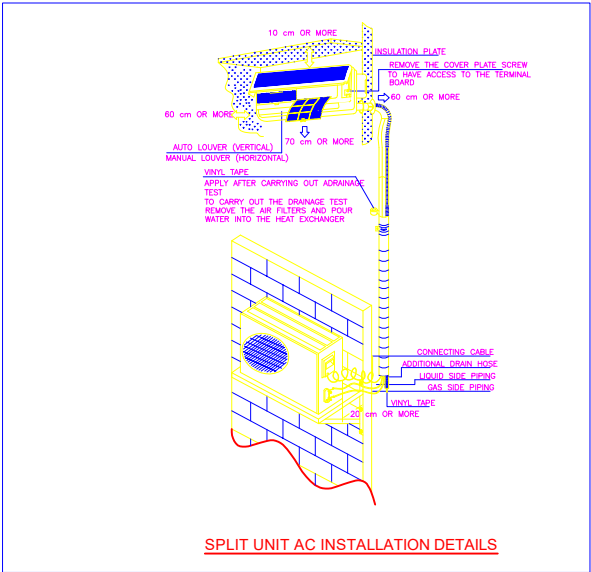 10 cm OR MORE
INSULATION PLATE
REMOVE THE COVER PLATE SCREW
TO HAVE ACCESS TO THE TERMINAL
BOARD
60 cm OR MORE
60 cm OR MORE
70 cm OR MORE
AUTO LOUVER (VERTICAL)
MANUAL LOUVER (HORIZONTAL)
VINYL TAPE
APPLY AFTER CARRYING OUT ADRAINAGE
TEST
TO CARRY OUT THE DRAINAGE TEST
REMOVE THE AIR FILTERS AND POUR
WATER INTO THE HEAT EXCHANGER
CONNECTING CABLE
ADDITIONAL DRAIN HOSE
LIQUID SIDE PIPING
GAS SIDE PIPING
VINYL TAPE
20 cm OR MORE
SPLIT UNIT AC INSTALLATION DETAILS